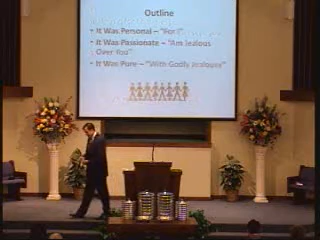 Outline
• It Was Personal – "For I"
• It Was Passionate – "Am Jealous
Over You"
• It Was Pure – "With Godly Jealousy"